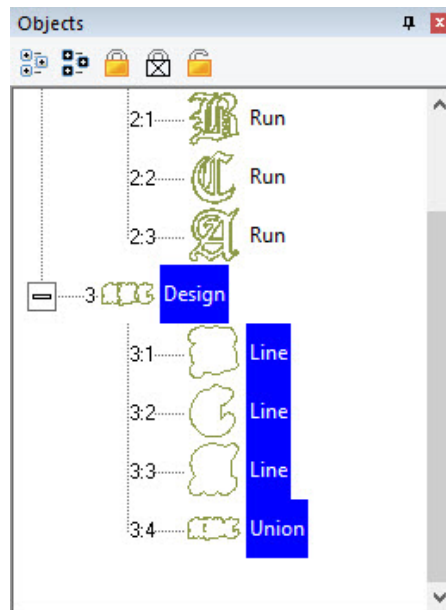 Objects
2:1 B Run
2:2 C Run
2:3 A Run
3 Design
3:1 Line
3:2 Line
3:3 Line
3:4 Union